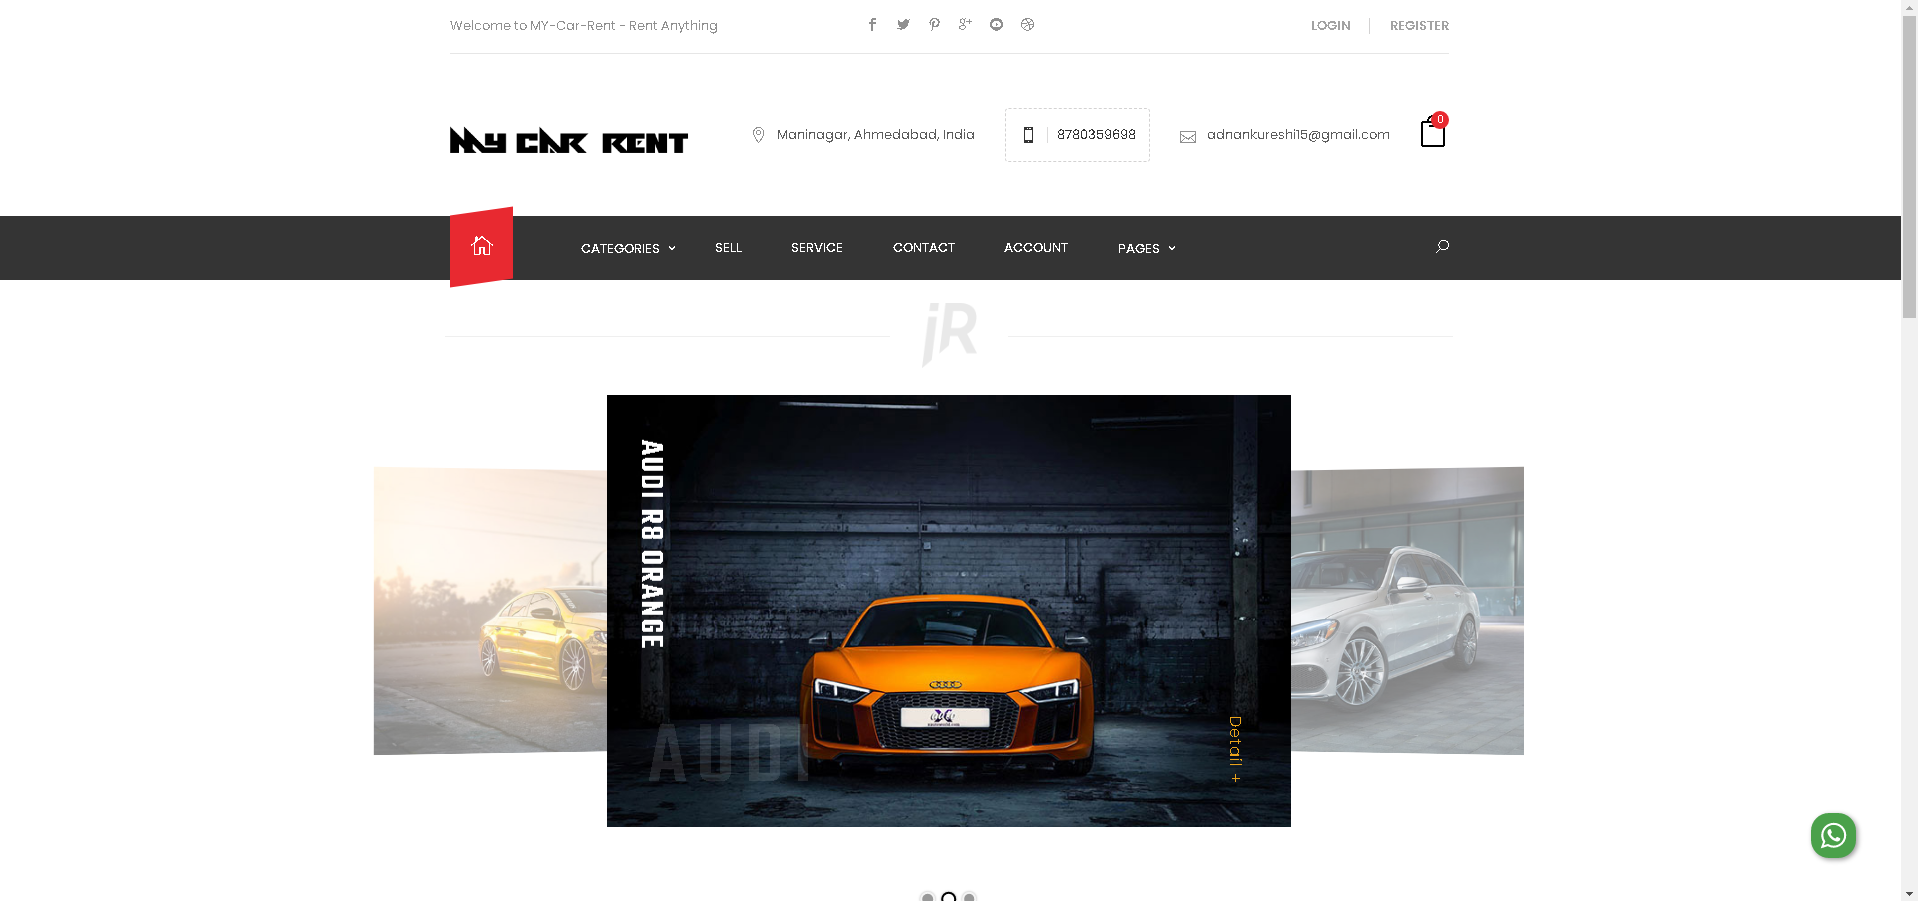 Welcome to MY-Car-Rent - Rent Anything
LOGIN
REGISTER
MY CAR RENT
Maninagar, Ahmedabad, India
8780359698
adnankureshi15@gmail.com
0
CATEGORIES
SELL
SERVICE
CONTACT
ACCOUNT
PAGES
jR
AUDI R8 ORANGE
AUDI
Detail +